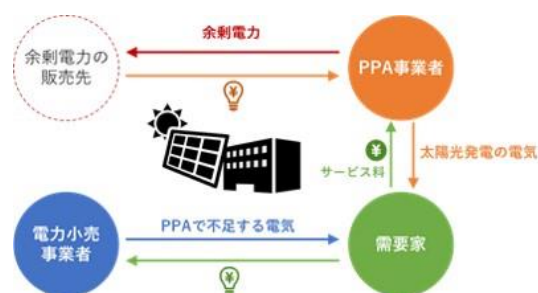 余剰電力
余剰電力の
販売先
PPA事業者
¥
¥
サービス料
太陽光発電の電気
電力小売
事業者
PPAで不足する電気
需要家
¥